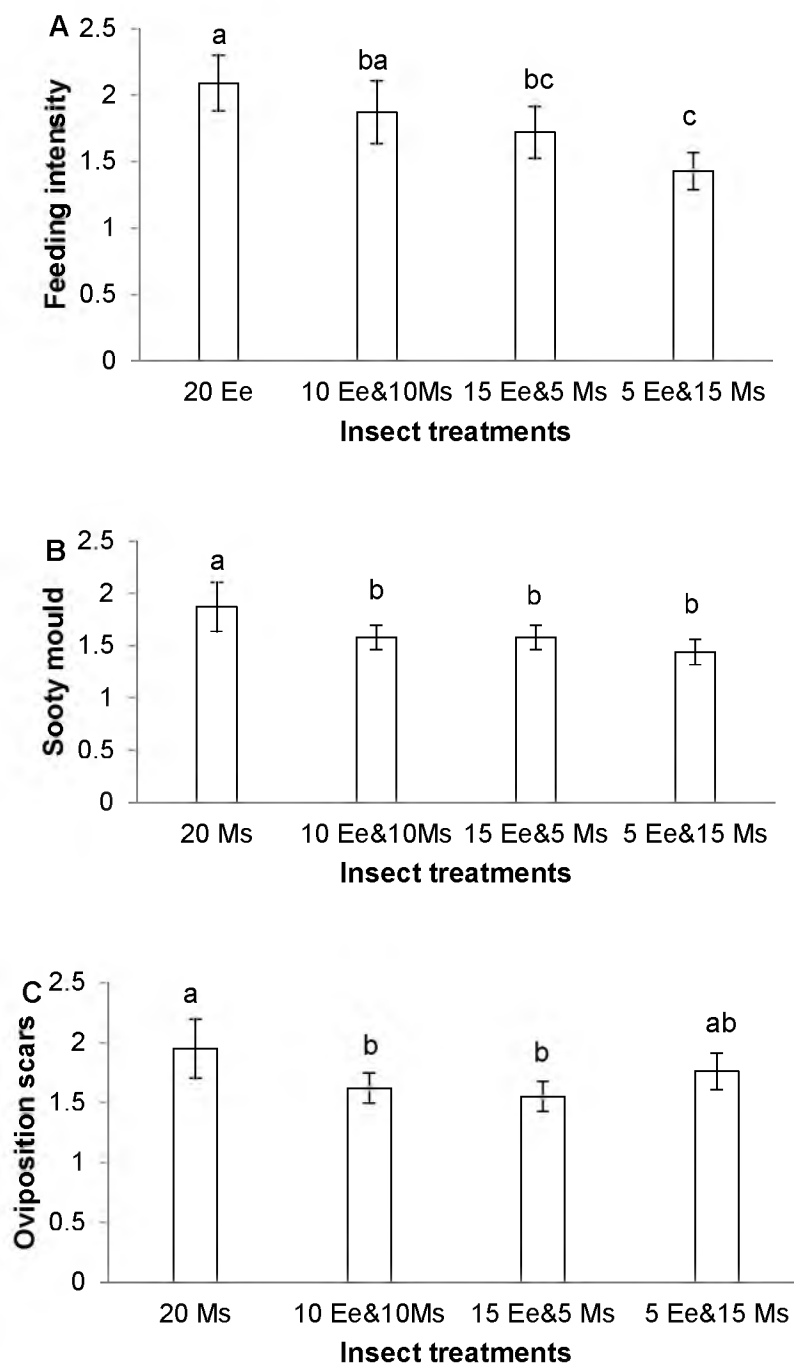 A
2.5
2
1.5
1
0.5
0
Feeding intensity
a
ba
bc
c
20 Ee 10 Ee&10Ms 15 Ee&5 Ms 5 Ee&15 Ms
Insect treatments
B
2.5
2
1.5
1
0.5
0
Sooty mould
a
b
b
b
20 Ms 10 Ee&10Ms 15 Ee&5 Ms 5 Ee&15 Ms
Insect treatments
C
2.5
2
1.5
1
0.5
0
Oviposition scars
a
b
b
ab
20 Ms 10 Ee&10Ms 15 Ee&5 Ms 5 Ee&15 Ms
Insect treatments